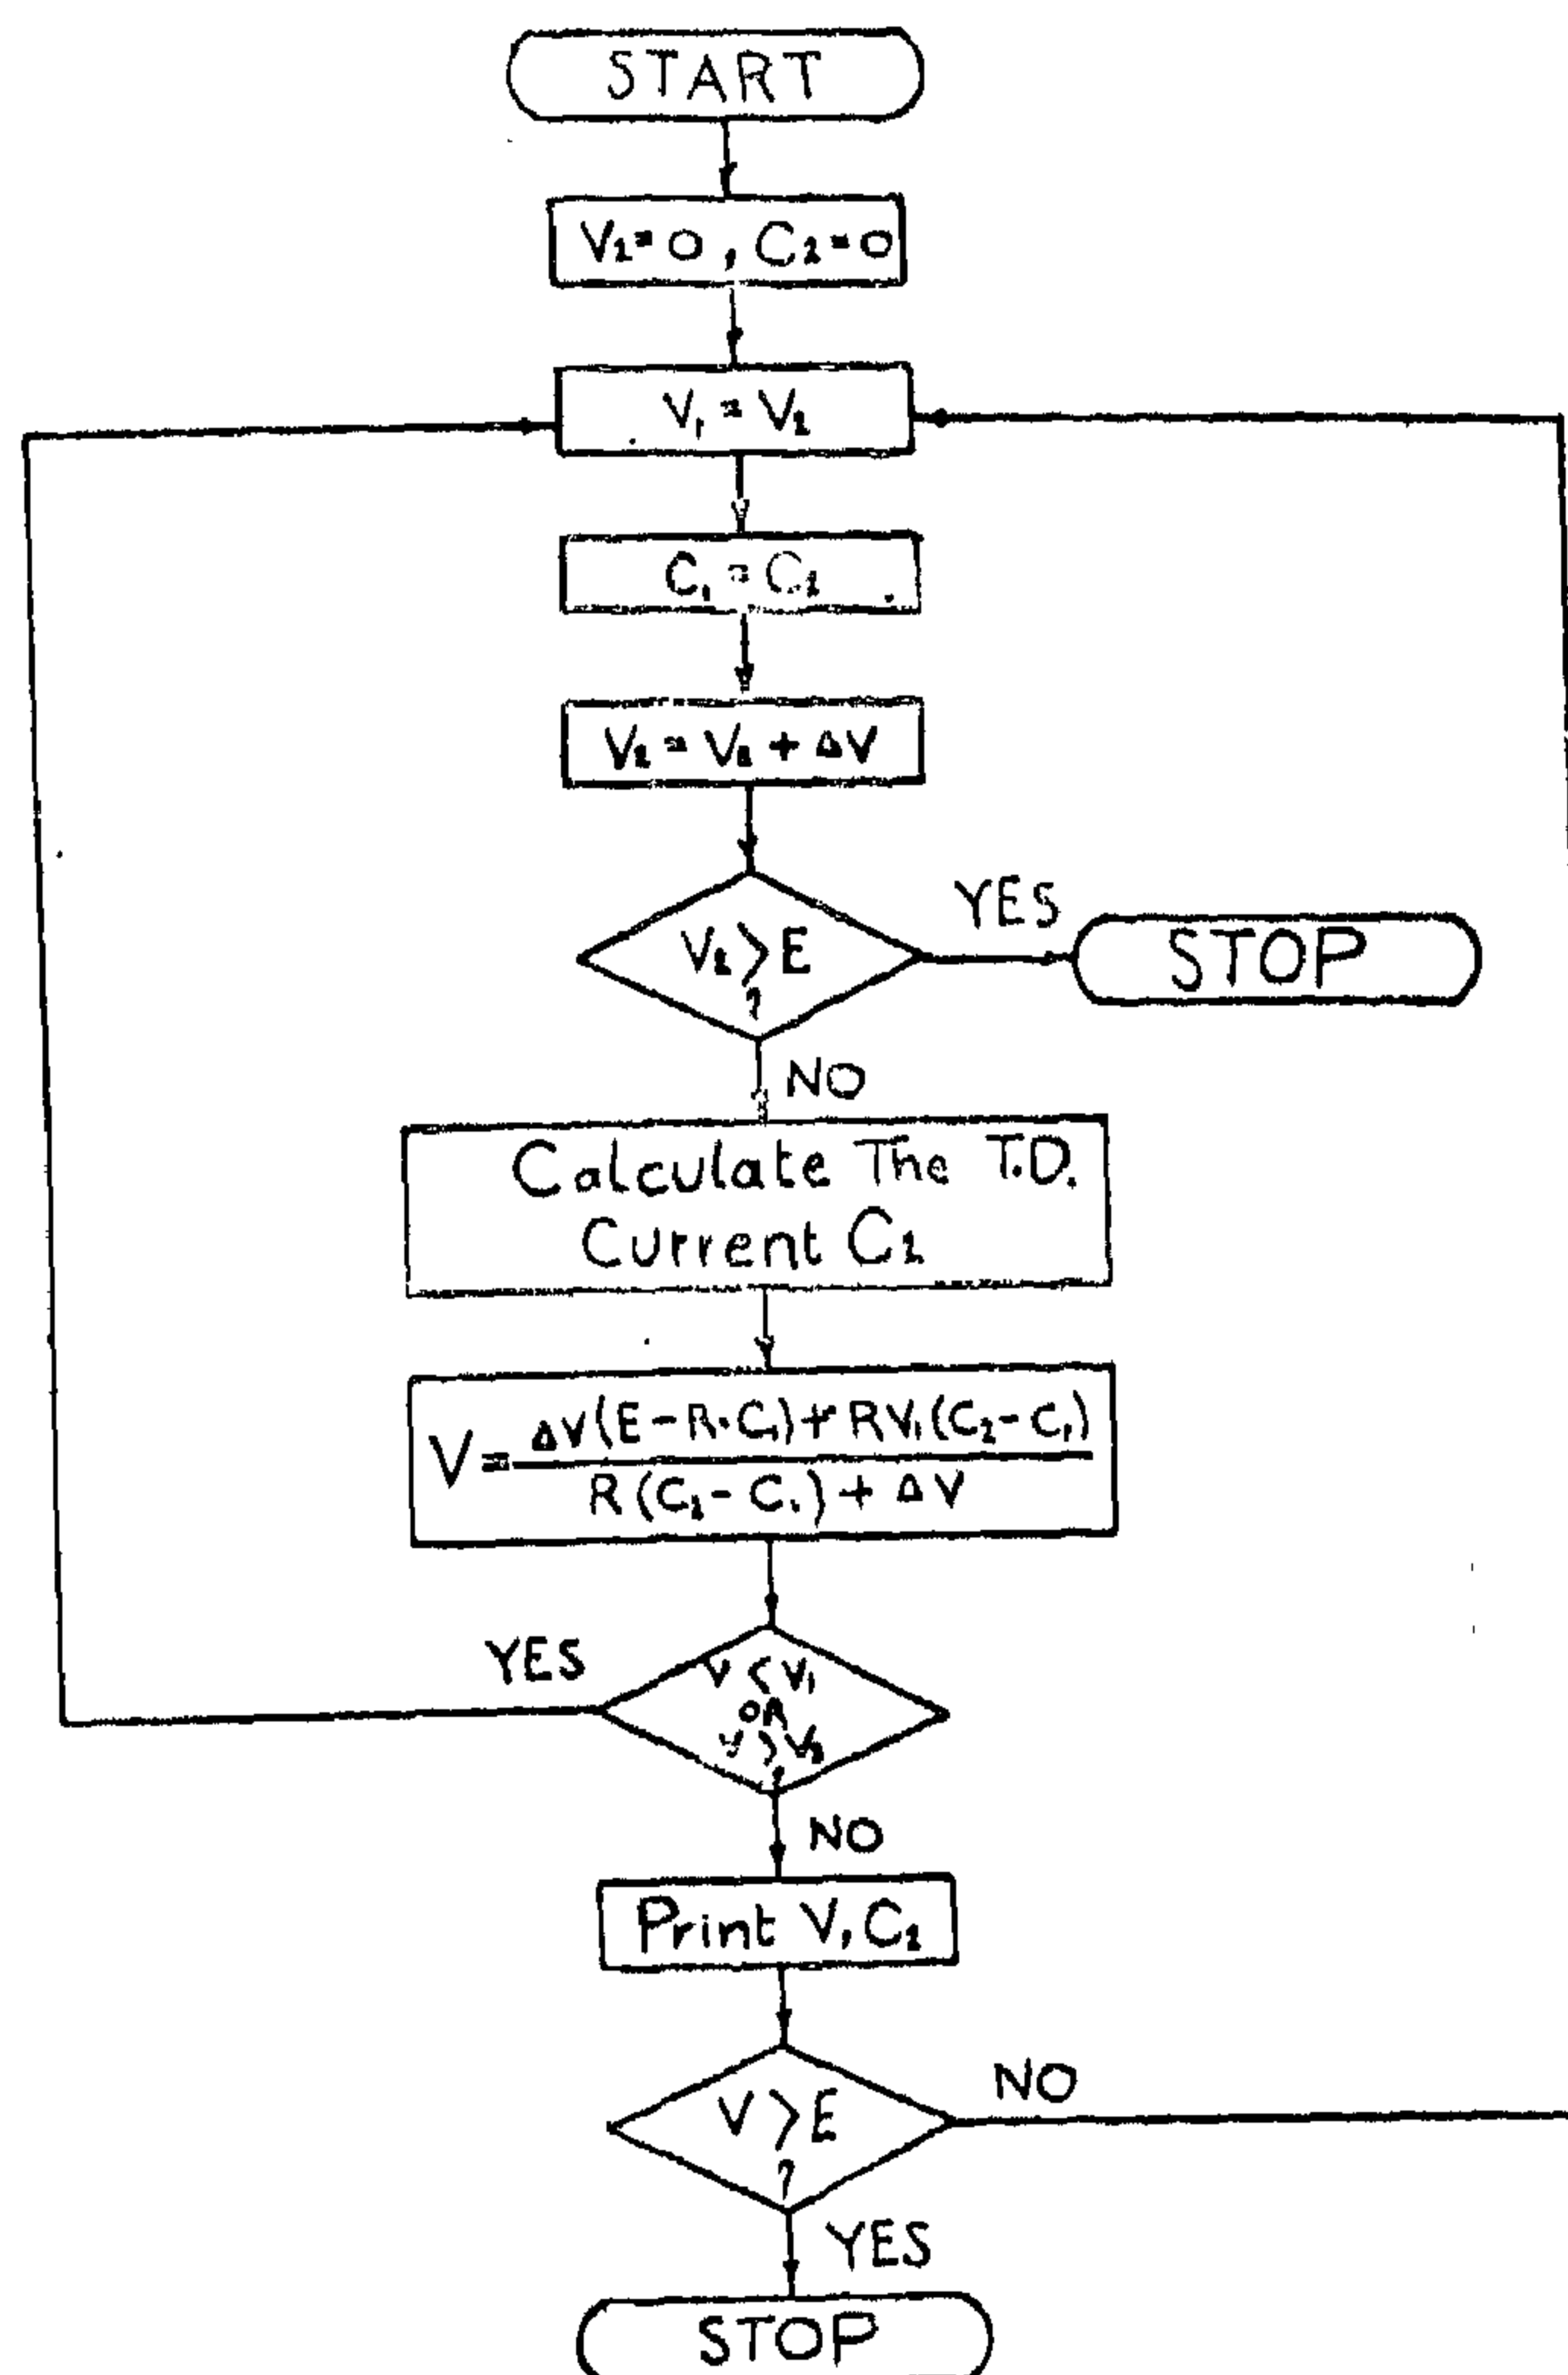 START
V₂=0, C₂=0
V₁ = V₂
C₁ = C₂
V₂ = V₂ + ΔV
V₂ > E
?
YES
STOP
NO
Calculate The T.D.
Current C₂
V = (ΔV(E-R·C₁)+RV₁(C₂-C₁)) / (R(C₂-C₁)+ΔV)
YES
V < V₁
OR
V > V₂
?
NO
Print V, C₂
V > E
?
NO
YES
STOP